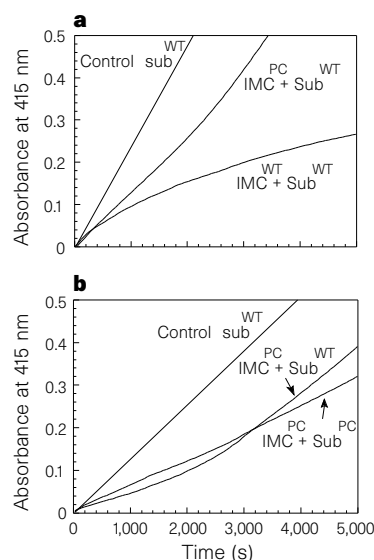 a
Absorbance at 415 nm
0.5
0.4
0.3
0.2
0.1
0
Control sub WT
IMC PC + Sub WT
IMC WT + Sub WT
b
Absorbance at 415 nm
0.5
0.4
0.3
0.2
0.1
0
Control sub WT
IMC PC + Sub WT
IMC PC + Sub PC
0 1,000 2,000 3,000 4,000 5,000
Time (s)